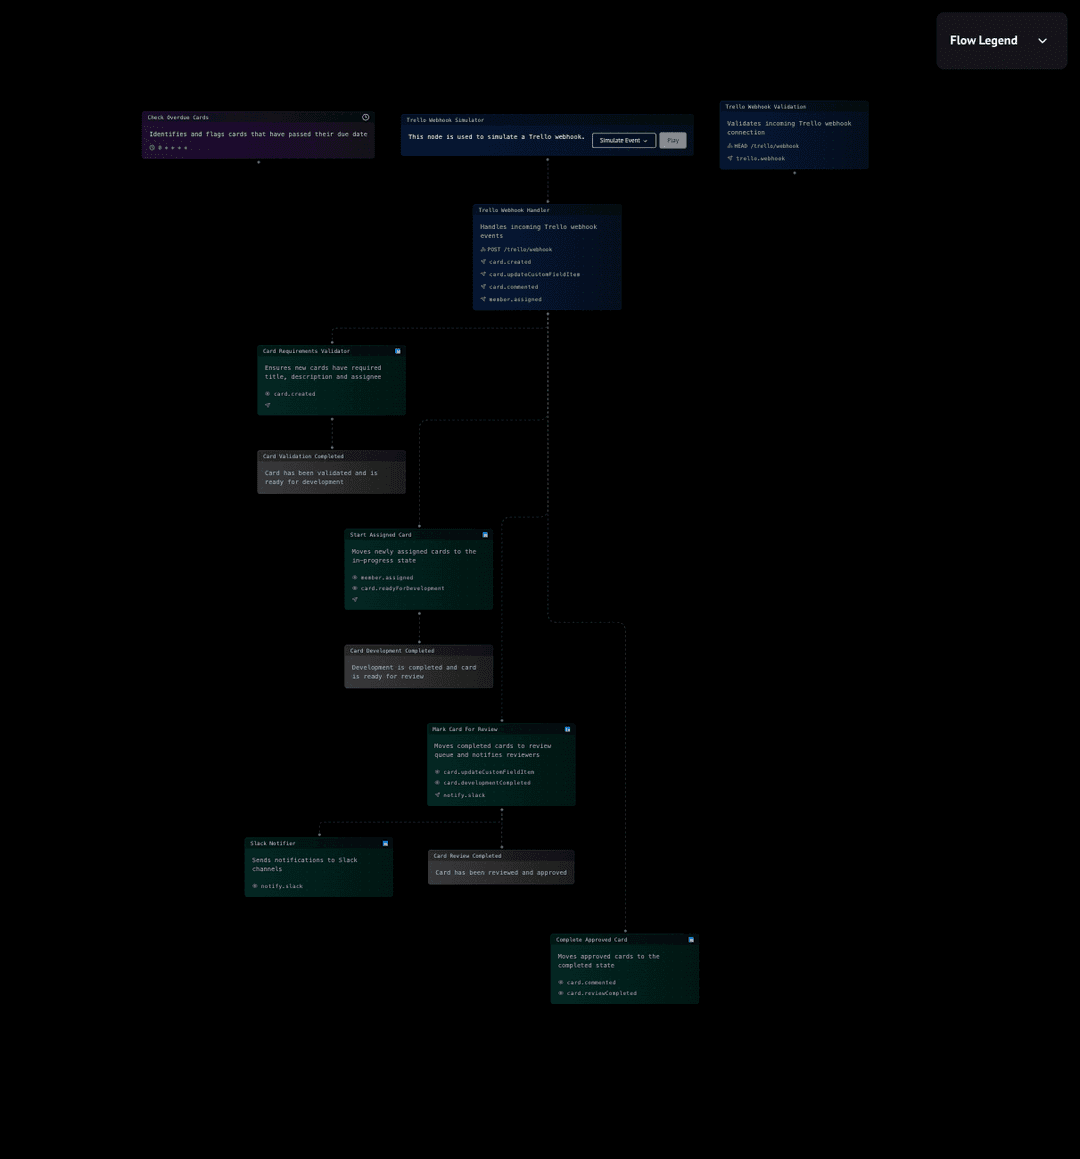 Flow Legend
Check Overdue Cards
Identifies and flags cards that have passed their due date
0 * * * *
Trello Webhook Simulator
This node is used to simulate a Trello webhook.
Simulate Event
Play
Trello Webhook Validation
Validates incoming Trello webhook
connection
HEAD /trello/webhook
trello.webhook
Trello Webhook Handler
Handles incoming Trello webhook
events
POST /trello/webhook
card.created
card.updateCustomFieldItem
card.commented
member.assigned
Card Requirements Validator
Ensures new cards have required
title, description and assignee
card.created
Card Validation Completed
Card has been validated and is
ready for development
Start Assigned Card
Moves newly assigned cards to the
in-progress state
member.assigned
card.readyForDevelopment
Card Development Completed
Development is completed and card
is ready for review
Mark Card For Review
Moves completed cards to review
queue and notifies reviewers
card.updateCustomFieldItem
card.developmentCompleted
notify.slack
Slack Notifier
Sends notifications to Slack
channels
notify.slack
Card Review Completed
Card has been reviewed and approved
Complete Approved Card
Moves approved cards to the
completed state
card.commented
card.reviewCompleted